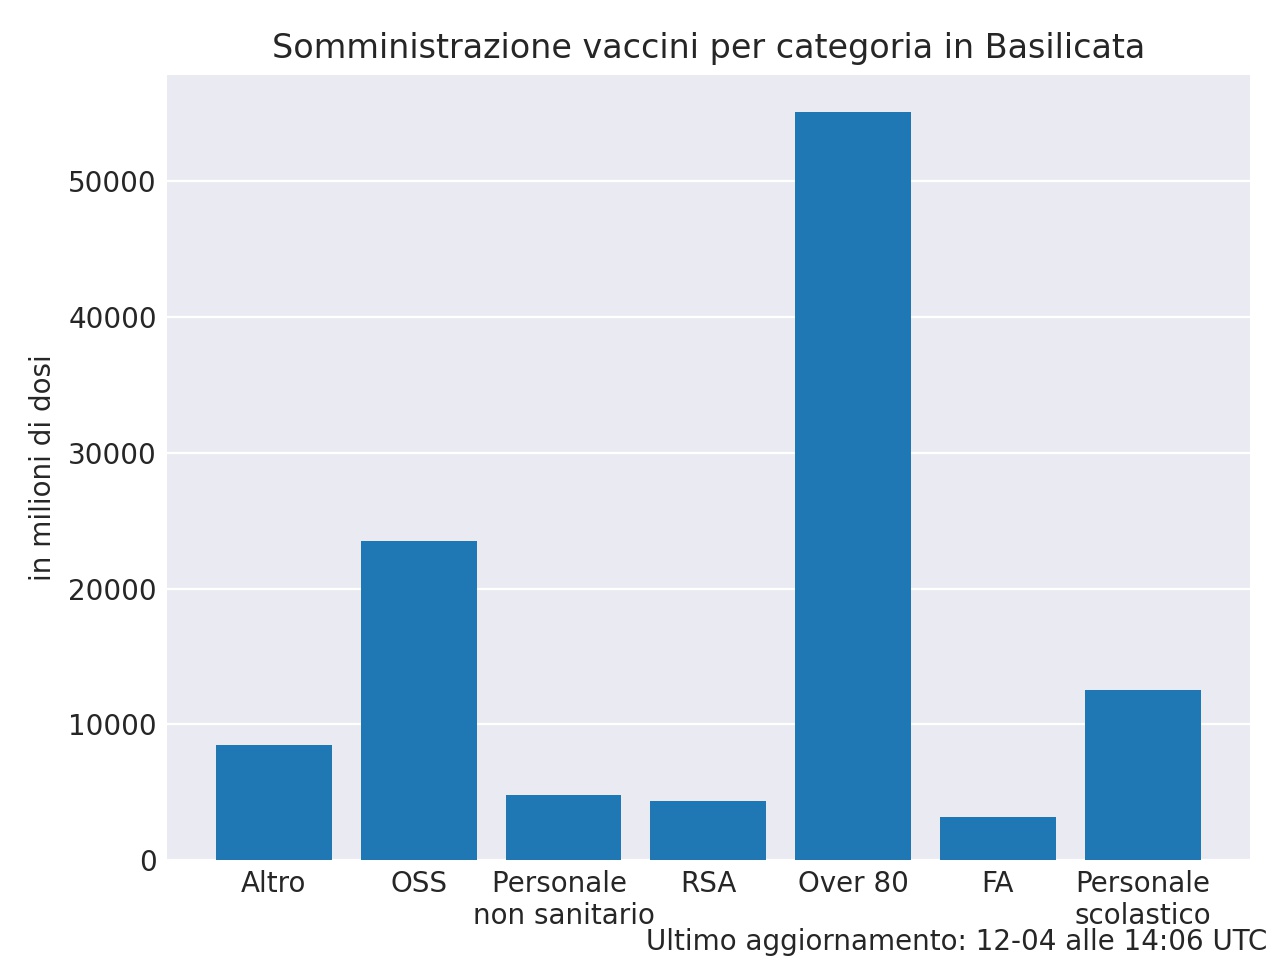 Somministrazione vaccini per categoria in Basilicata
in milioni di dosi
50000
40000
30000
20000
10000
0
Altro
OSS
Personale
non sanitario
RSA
Over 80
FA
Personale
scolastico
Ultimo aggiornamento: 12-04 alle 14:06 UTC